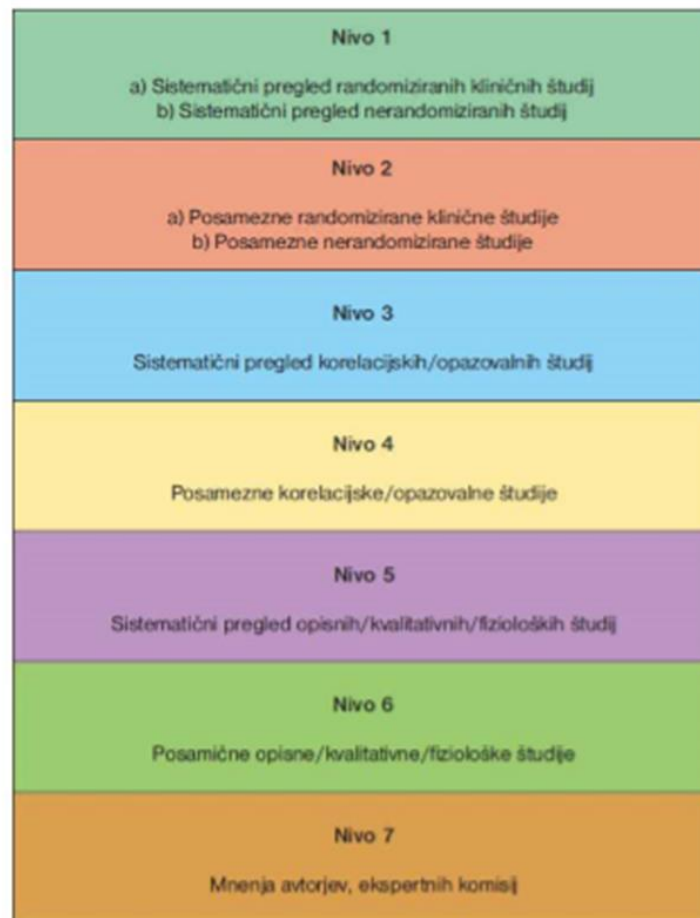 Nivo 1
a) Sistematični pregled randomiziranih kliničnih študij
b) Sistematični pregled nerandomiziranih študij
Nivo 2
a) Posamezne randomizirane klinične študije
b) Posamezne nerandomizirane študije
Nivo 3
Sistematični pregled korelacijskih/opazovalnih študij
Nivo 4
Posamezne korelacijske/opazovalne študije
Nivo 5
Sistematični pregled opisnih/kvalitativnih/fizioloških študij
Nivo 6
Posamične opisne/kvalitativne/fiziološke študije
Nivo 7
Mnenja avtorjev, ekspertnih komisij